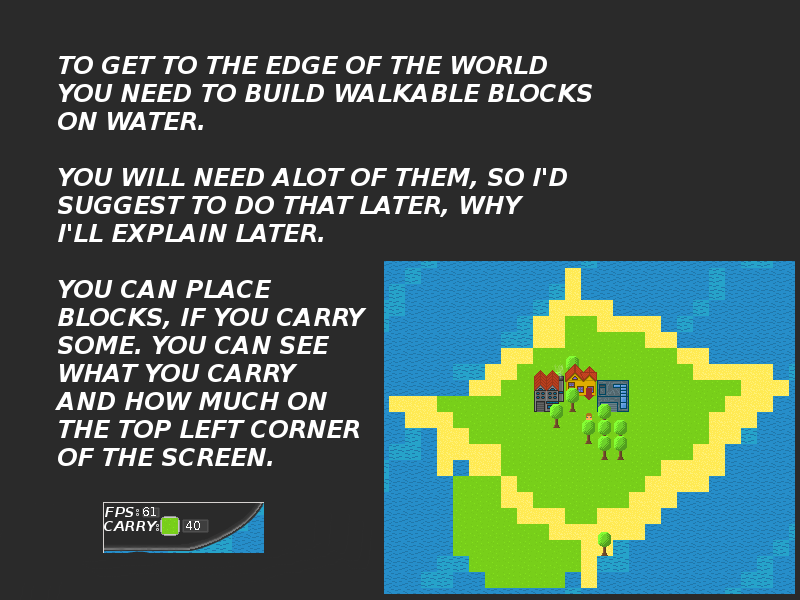 TO GET TO THE EDGE OF THE WORLD
YOU NEED TO BUILD WALKABLE BLOCKS
ON WATER.
YOU WILL NEED ALOT OF THEM, SO I'D
SUGGEST TO DO THAT LATER, WHY
I'LL EXPLAIN LATER.
YOU CAN PLACE
BLOCKS, IF YOU CARRY
SOME. YOU CAN SEE
WHAT YOU CARRY
AND HOW MUCH ON
THE TOP LEFT CORNER
OF THE SCREEN.
FPS: 61
CARRY: 40